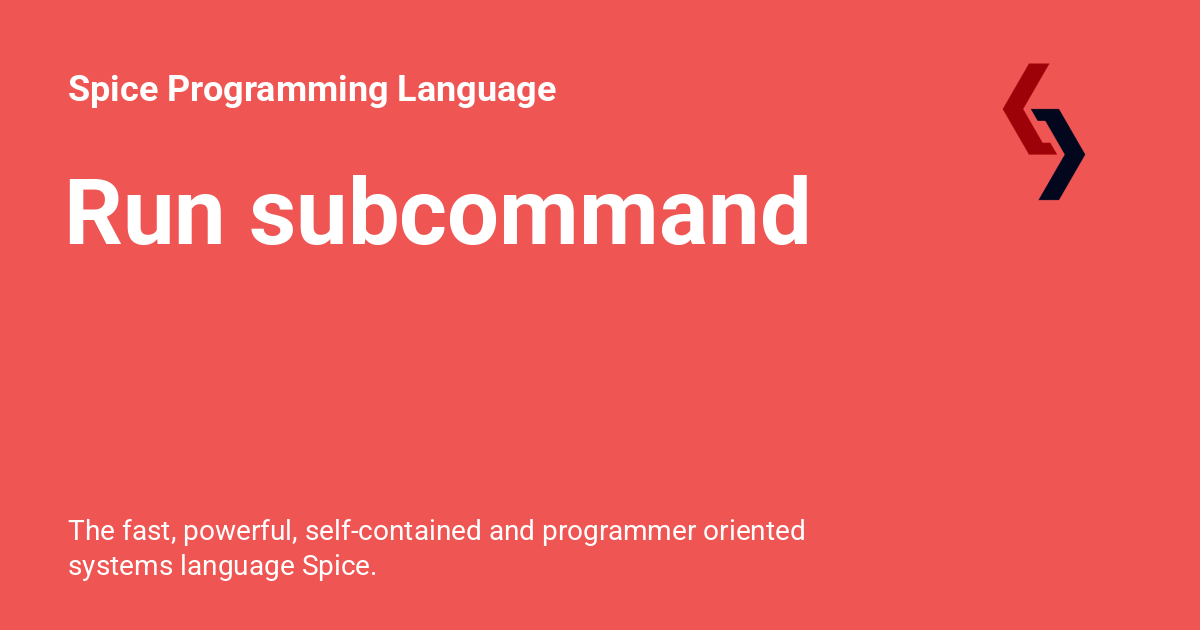 Spice Programming Language
Run subcommand
The fast, powerful, self-contained and programmer oriented
systems language Spice.